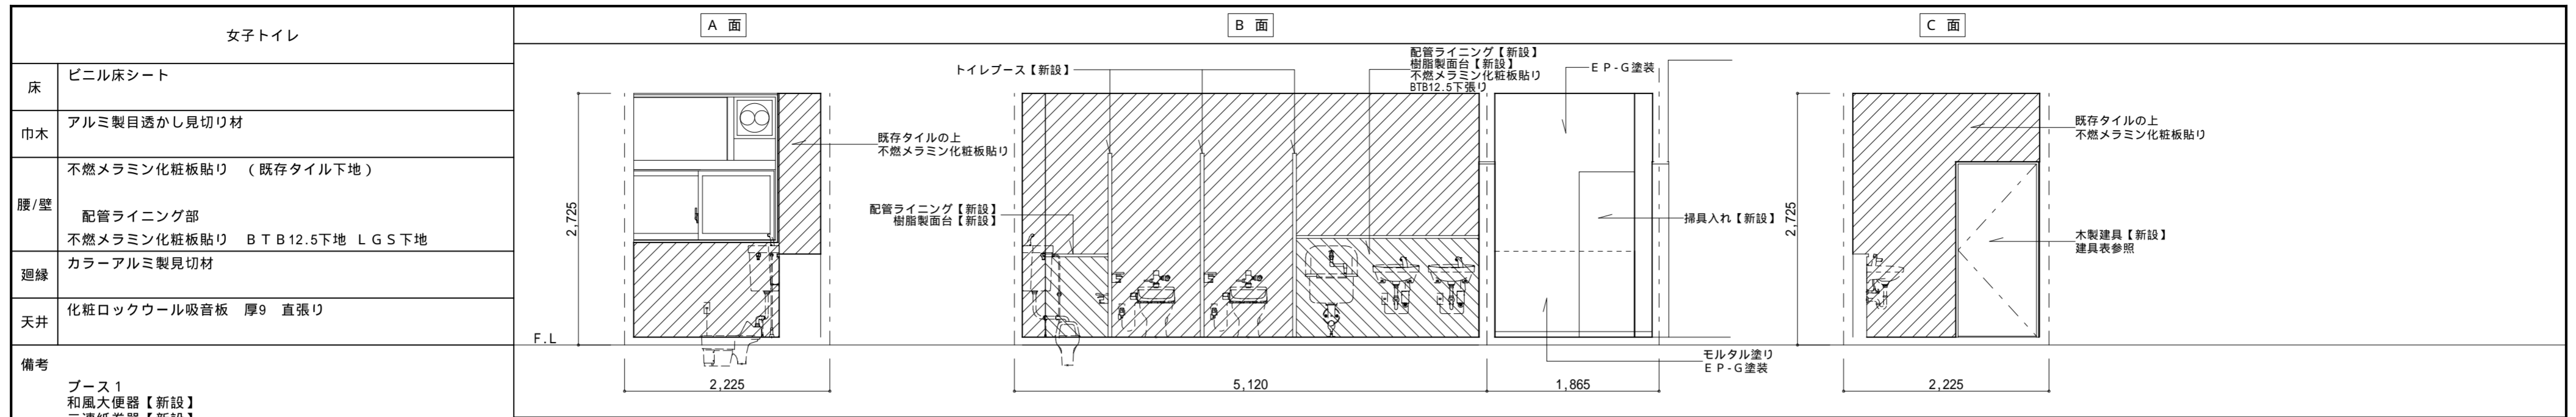 女子トイレ
床
ビニル床シート
巾木
アルミ製目透かし見切り材
腰/壁
不燃メラミン化粧板貼り （既存タイル下地）
配管ライニング部
不燃メラミン化粧板貼り ＢＴＢ12.5下地 ＬＧＳ下地
廻縁
カラーアルミ製見切材
天井
化粧ロックウール吸音板 厚9 直張り
備考
ブース１
和風大便器【新設】
A 面
2,725
F.L
既存タイルの上
不燃メラミン化粧板貼り
2,225
B 面
トイレブース【新設】
配管ライニング【新設】
樹脂製面台【新設】
不燃メラミン化粧板貼り
BTB12.5下張り
ＥＰ-Ｇ塗装
配管ライニング【新設】
樹脂製面台【新設】
掃具入れ【新設】
モルタル塗り
ＥＰ-Ｇ塗装
5,120
1,865
C 面
2,725
既存タイルの上
不燃メラミン化粧板貼り
木製建具【新設】
建具表参照
2,225